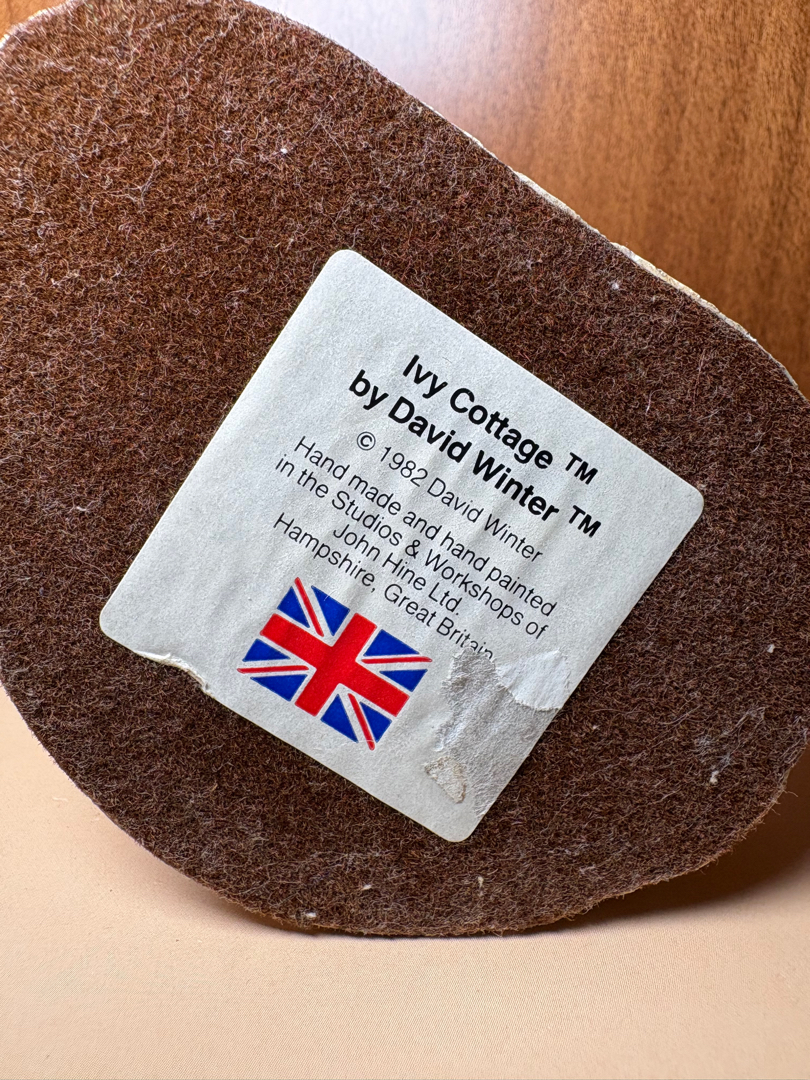 Ivy Cottage ™
by David Winter ™
© 1982 David Winter
Hand made and hand painted
in the Studios & Workshops of
John Hine Ltd.
Hampshire, Great Britain